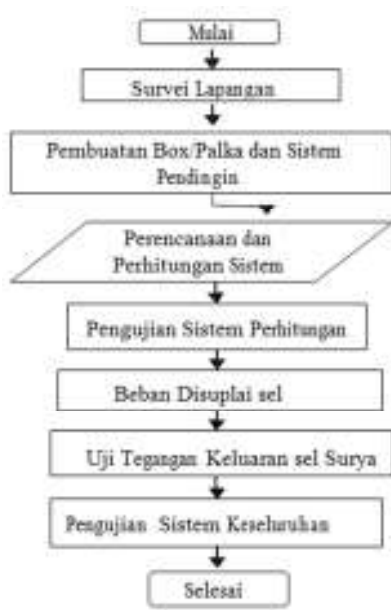 Mulai
Survei Lapangan
Pembuatan Box/Palka dan Sistem
Pendingin
Perencanaan dan
Perhitungan Sistem
Pengujian Sistem Perhitungan
Beban Disuplai sel
Uji Tegangan Keluaran sel Surya
Pengujian Sistem Keseluruhan
Selesai